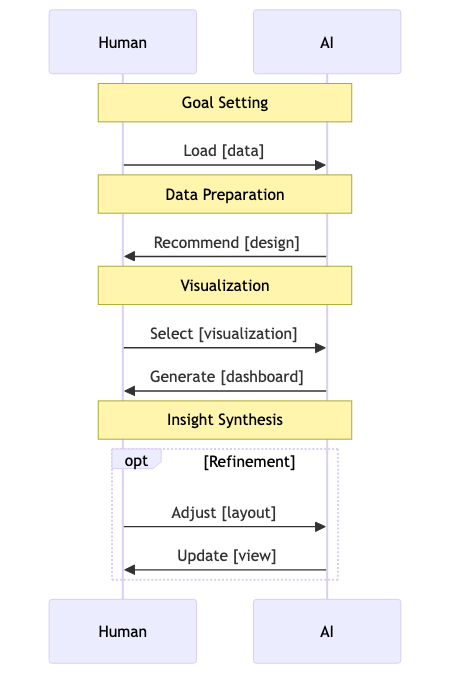 Human
AI
Goal Setting
Load [data]
Data Preparation
Recommend [design]
Visualization
Select [visualization]
Generate [dashboard]
Insight Synthesis
opt
[Refinement]
Adjust [layout]
Update [view]
Human
AI